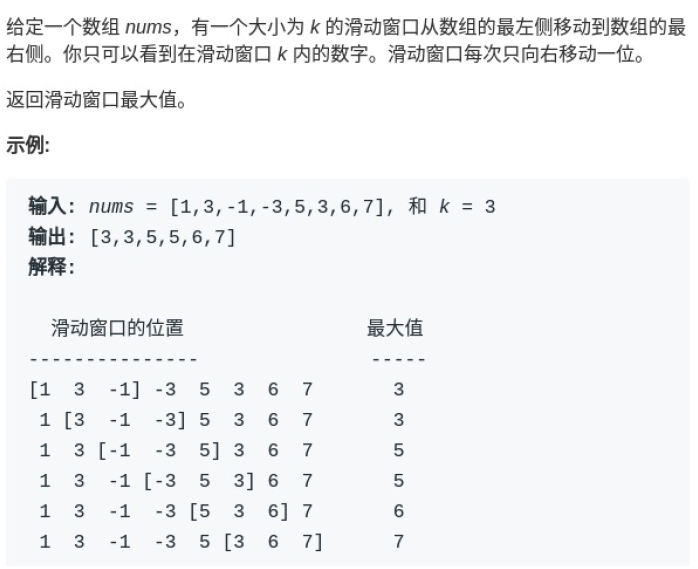 给定一个数组 nums，有一个大小为 k 的滑动窗口从数组的最左侧移动到数组的最
右侧。你只可以看到在滑动窗口 k 内的数字。滑动窗口每次只向右移动一位。
返回滑动窗口最大值。
示例:
输入: nums = [1,3,-1,-3,5,3,6,7], 和 k = 3
输出: [3,3,5,5,6,7]
解释:
滑动窗口的位置 最大值
--------------- -----
[1 3 -1] -3 5 3 6 7 3
1 [3 -1 -3] 5 3 6 7 3
1 3 [-1 -3 5] 3 6 7 5
1 3 -1 [-3 5 3] 6 7 5
1 3 -1 -3 [5 3 6] 7 6
1 3 -1 -3 5 [3 6 7] 7